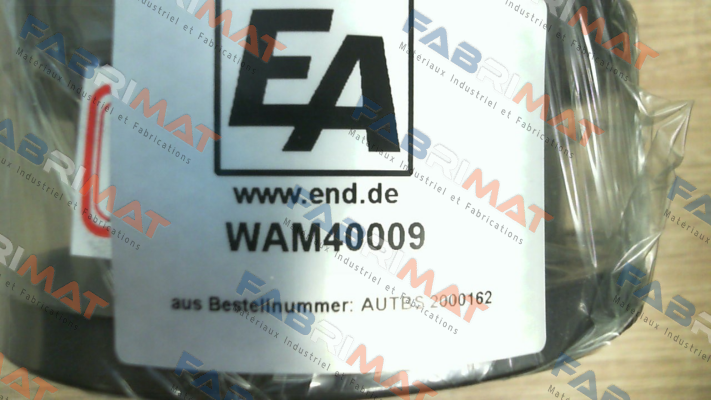 EA
www.end.de
WAM40009
aus Bestellnummer: AUTBS 2000162
FABRIMAT
Matériaux Industriel et Fabrications